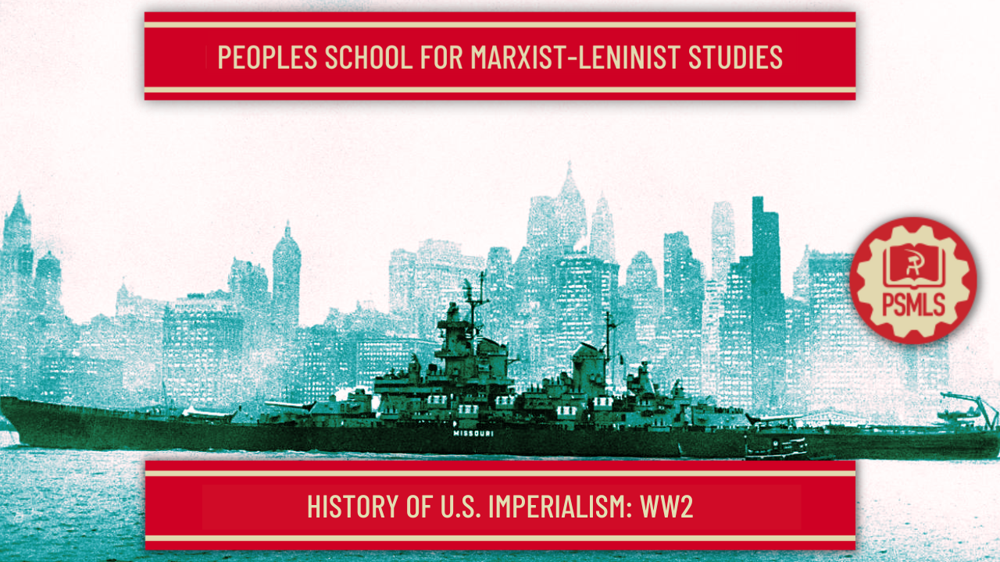 PEOPLES SCHOOL FOR MARXIST-LENINIST STUDIES
PSMLS
MISSOURI
HISTORY OF U.S. IMPERIALISM: WW2